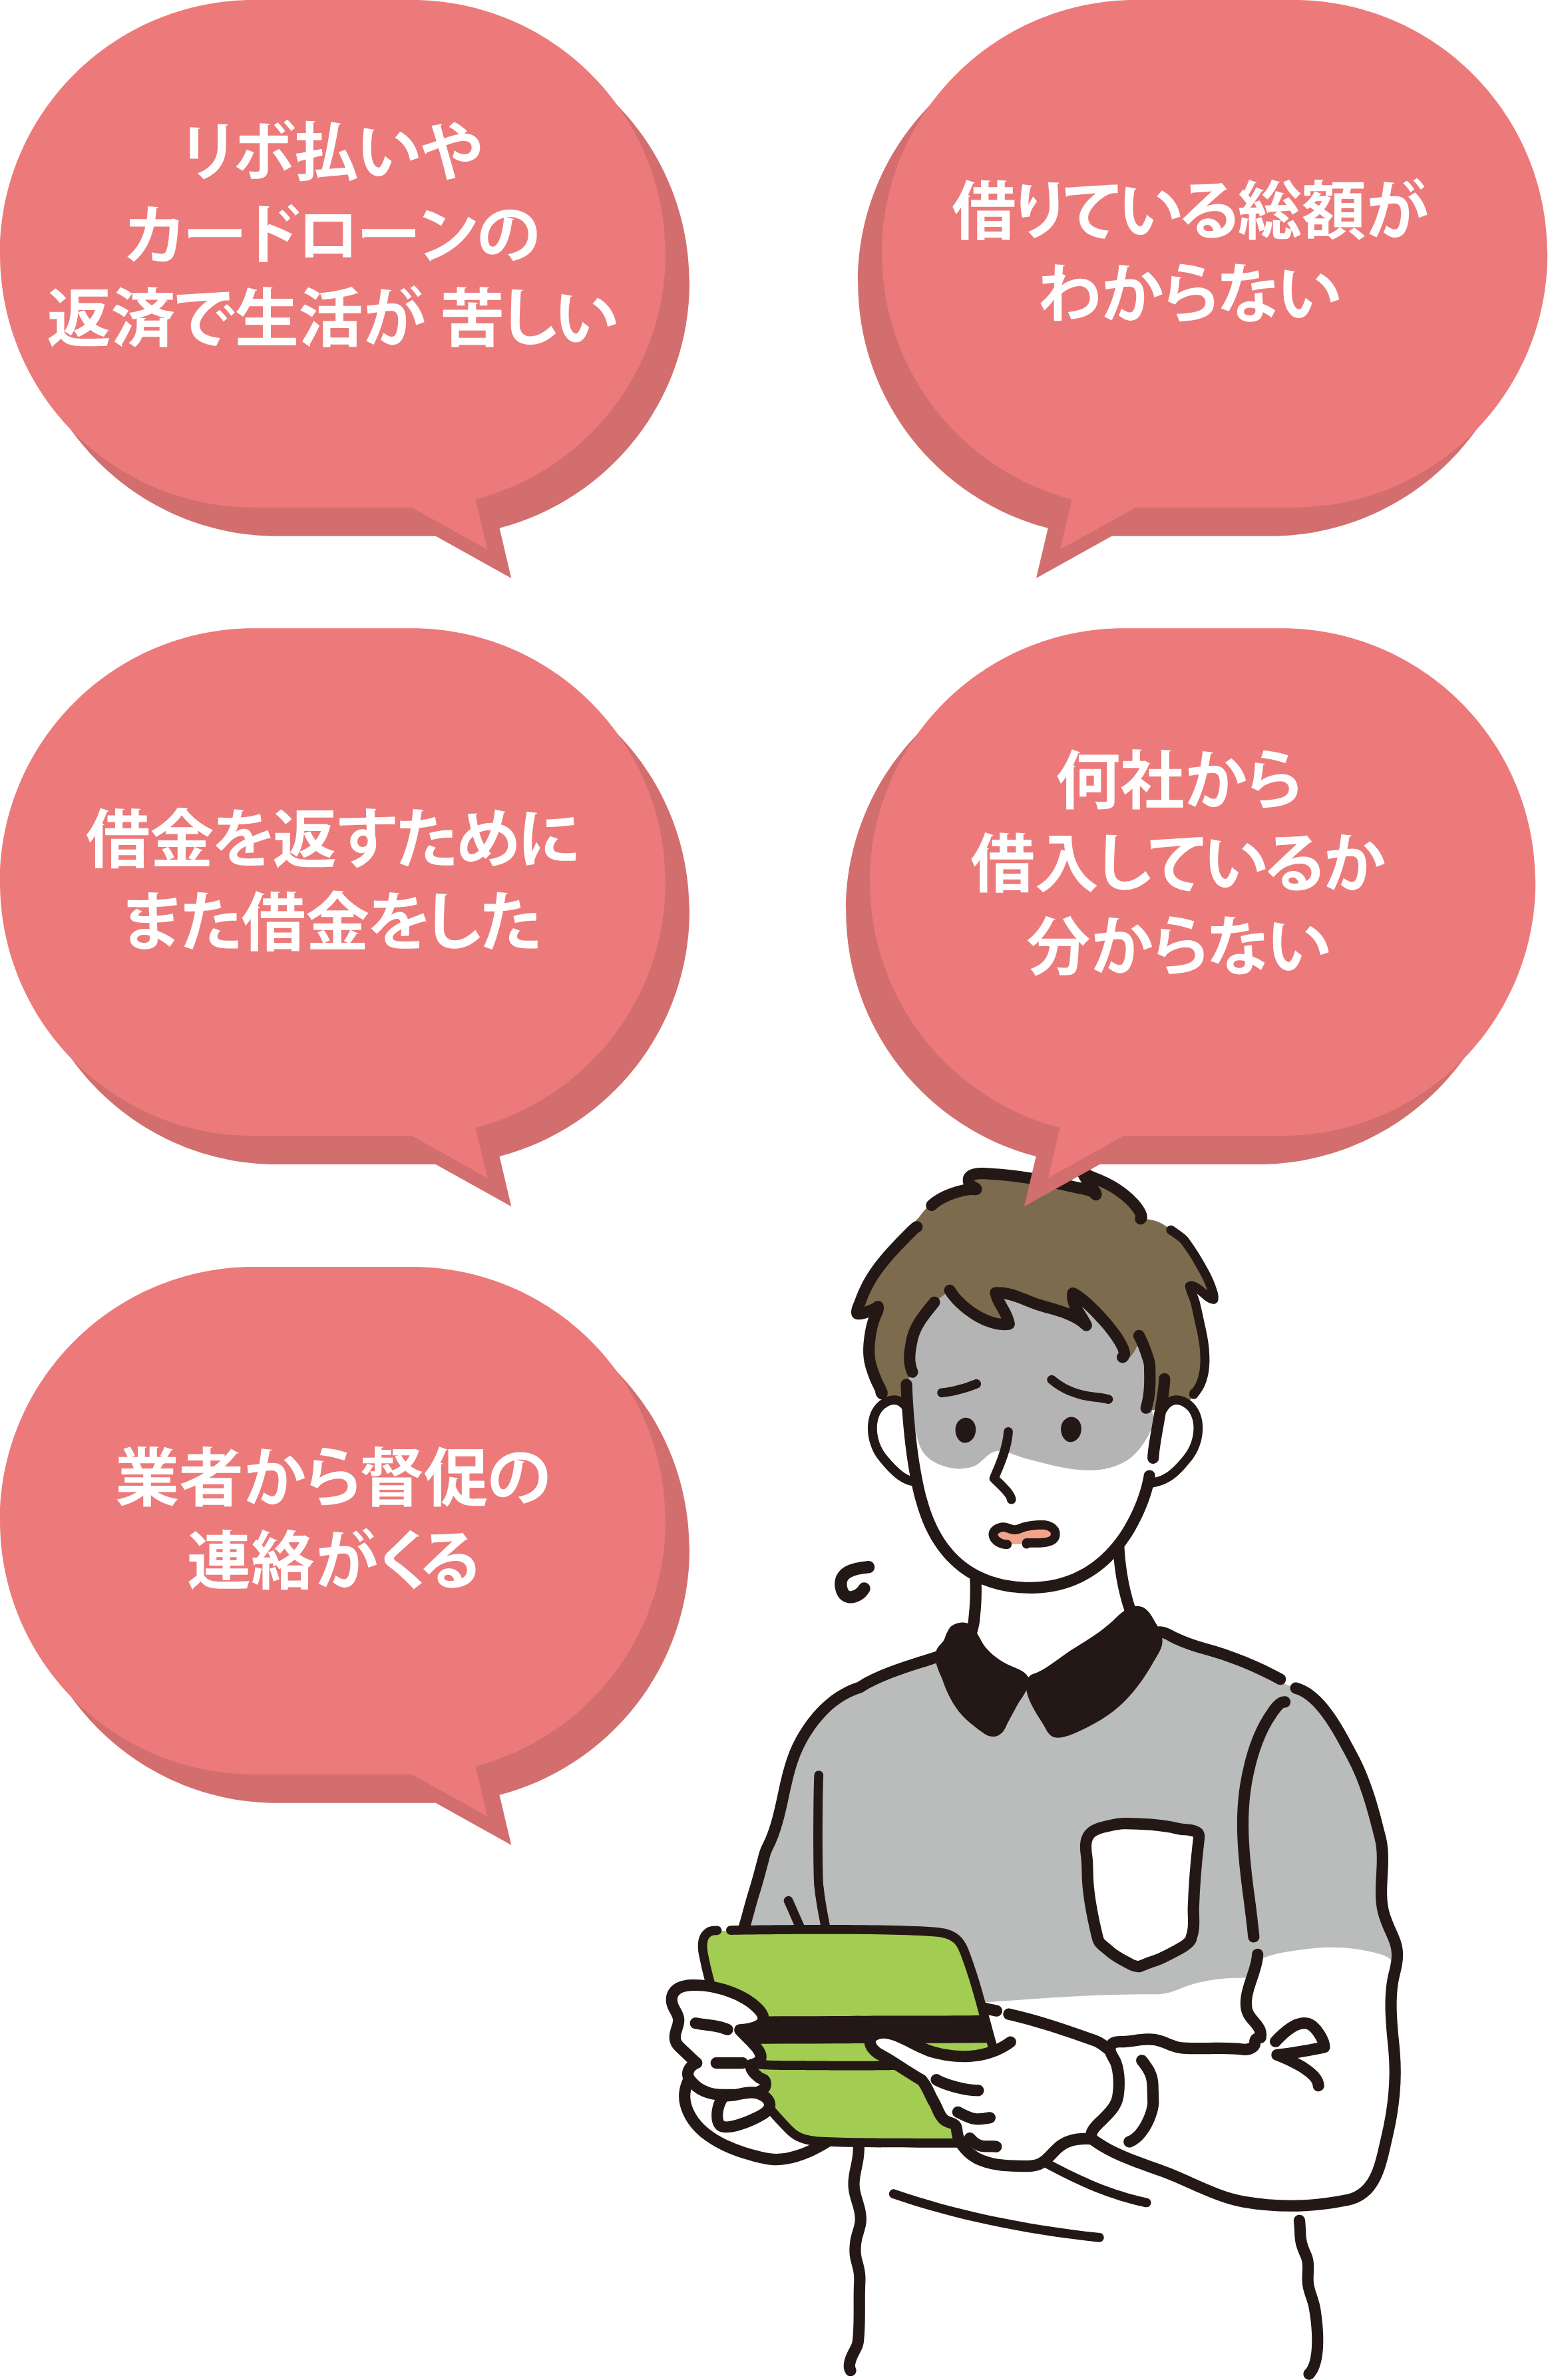 リボ払いや
カードローンの
返済で生活が苦しい
借りている総額が
わからない
借金を返すために
また借金をした
何社から
借入しているか
分からない
業者から督促の
連絡がくる